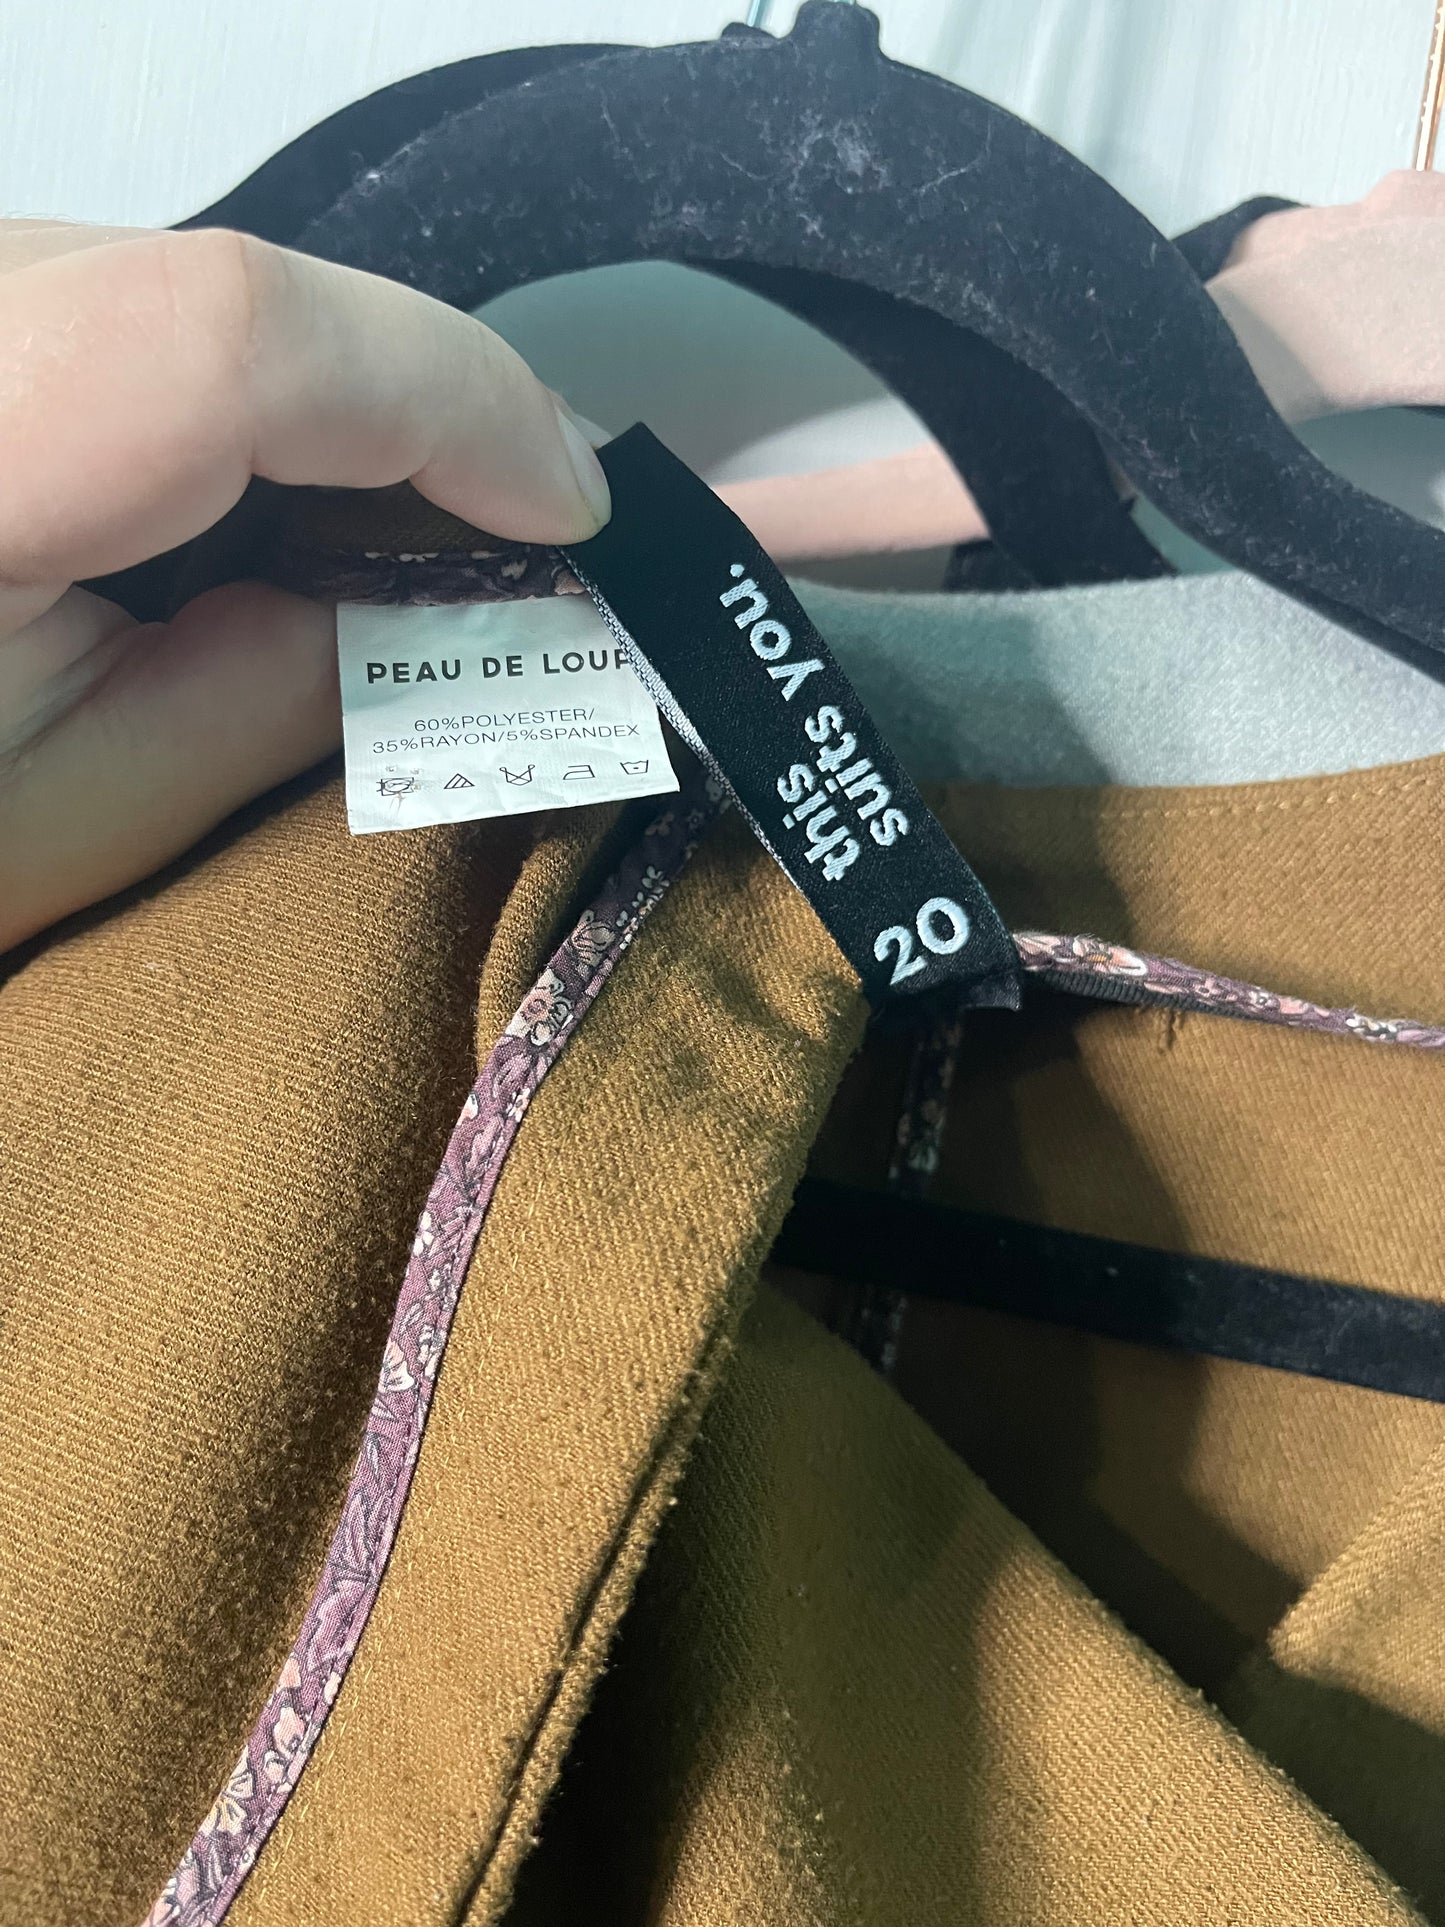 PEAU DE LOUP
60%POLYESTER/
35%RAYON/5%SPANDEX
this
suits you.
20